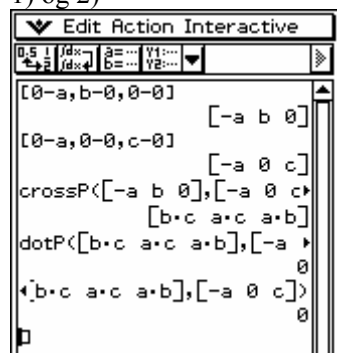 1) og 2)
Edit Action Interactive
[0-a,b-0,0-0]
[-a b 0]
[0-a,0-0,c-0]
[-a 0 c]
crossP([-a b 0],[-a 0 c▸
[b·c a·c a·b]
dotP([b·c a·c a·b],[-a ▸
0
◂[b·c a·c a·b],[-a 0 c])
0